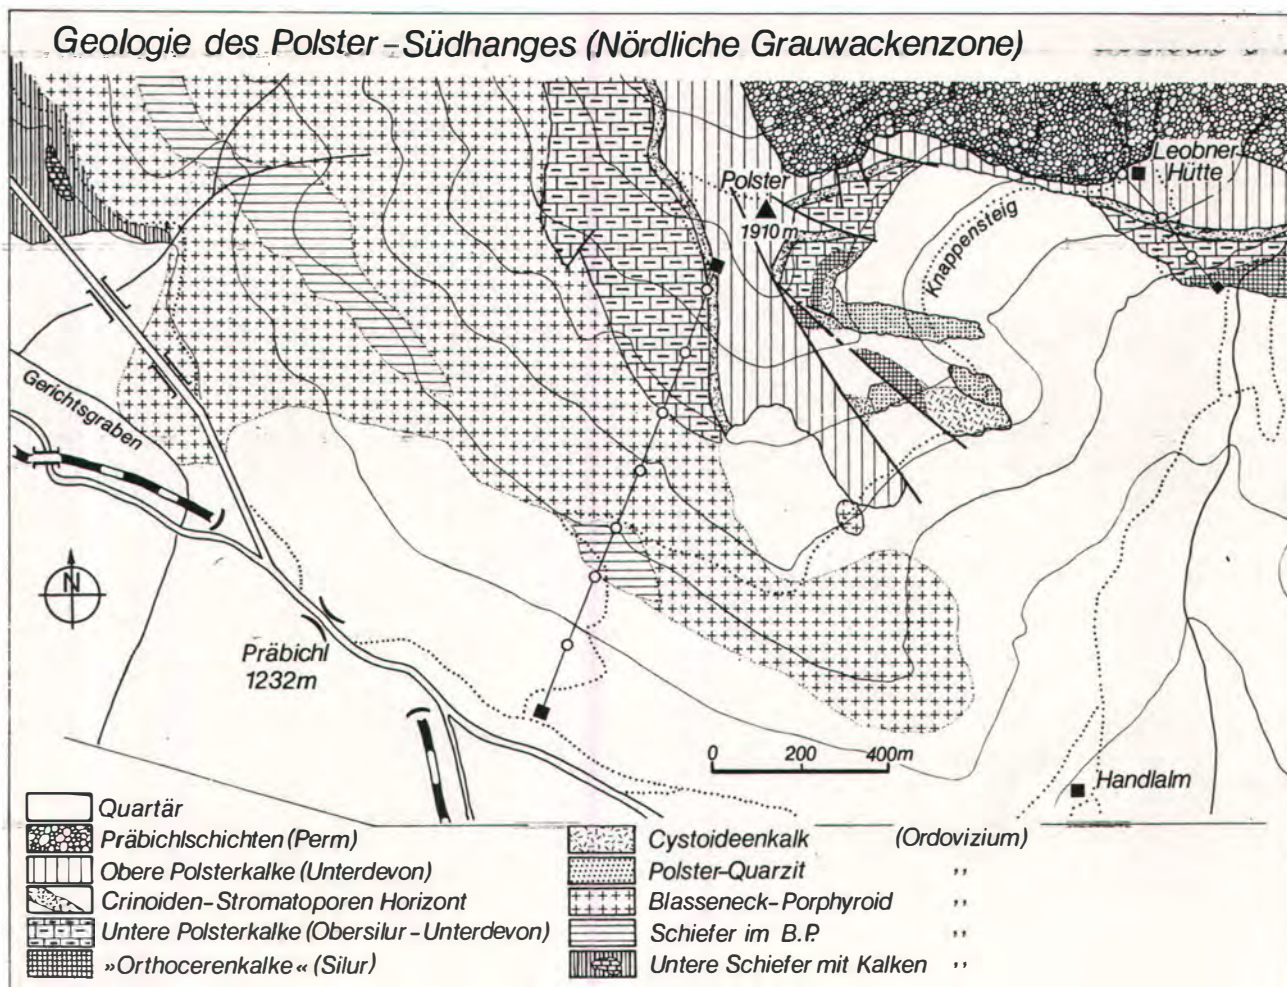 Geologie des Polster-Südhanges (Nördliche Grauwackenzone)
Leobner-
Hütte
Polster
1910 m
Knappensteig
Gerichtsgraben
N
Präbichl
1232m
0 200 400m
Handlalm
Quartär
Präbichlschichten (Perm)
Obere Polsterkalke (Unterdevon)
Crinoiden-Stromatoporen Horizont
Untere Polsterkalke (Obersilur-Unterdevon)
»Orthocerenkalke« (Silur)
Cystoideenkalk (Ordovizium)
Polster-Quarzit ,,
Blasseneck-Porphyroid ,,
Schiefer im B.P. ,,
Untere Schiefer mit Kalken ,,